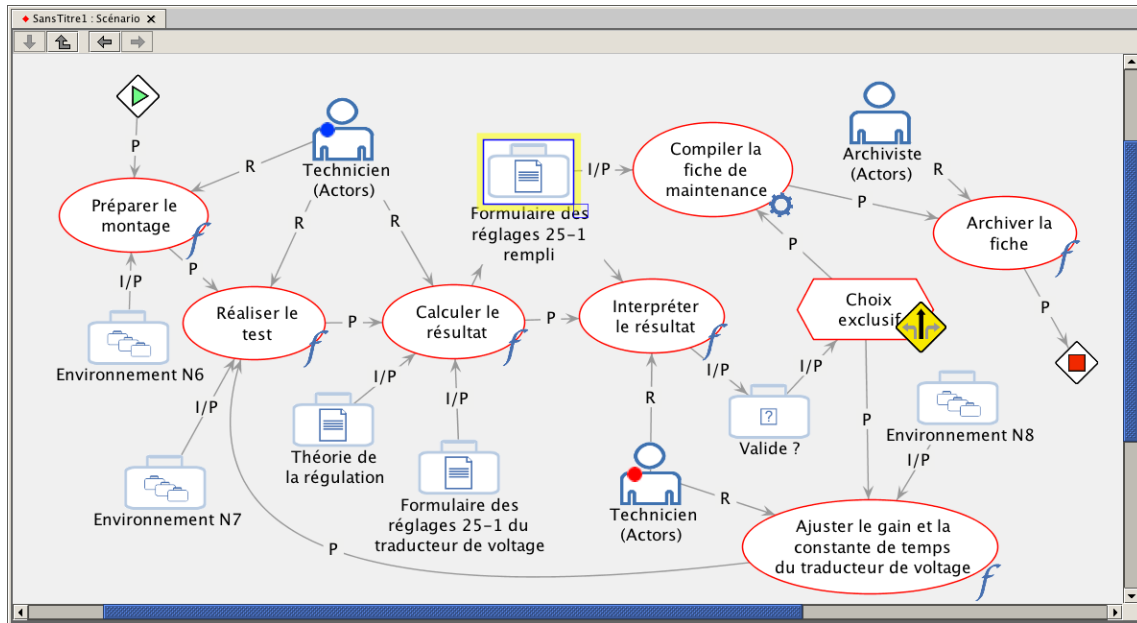 SansTitre1 : Scénario
P
R
Technicien
(Actors)
Préparer le
montage
I/P
Environnement N6
P
R
R
Réaliser le
test
P
I/P
Environnement N7
Calculer le
résultat
I/P
Théorie de
la régulation
I/P
Formulaire des
réglages 25-1 du
traducteur de voltage
Formulaire des
réglages 25-1
rempli
I/P
P
Interpréter
le résultat
R
Technicien
(Actors)
R
I/P
Valide ?
?
I/P
Choix
exclusif
P
Compiler la
fiche de
maintenance
P
Archiviste
(Actors)
R
Archiver la
fiche
P
P
Environnement N8
I/P
Ajuster le gain et la
constante de temps
du traducteur de voltage
P
f
f
f
f
f
f